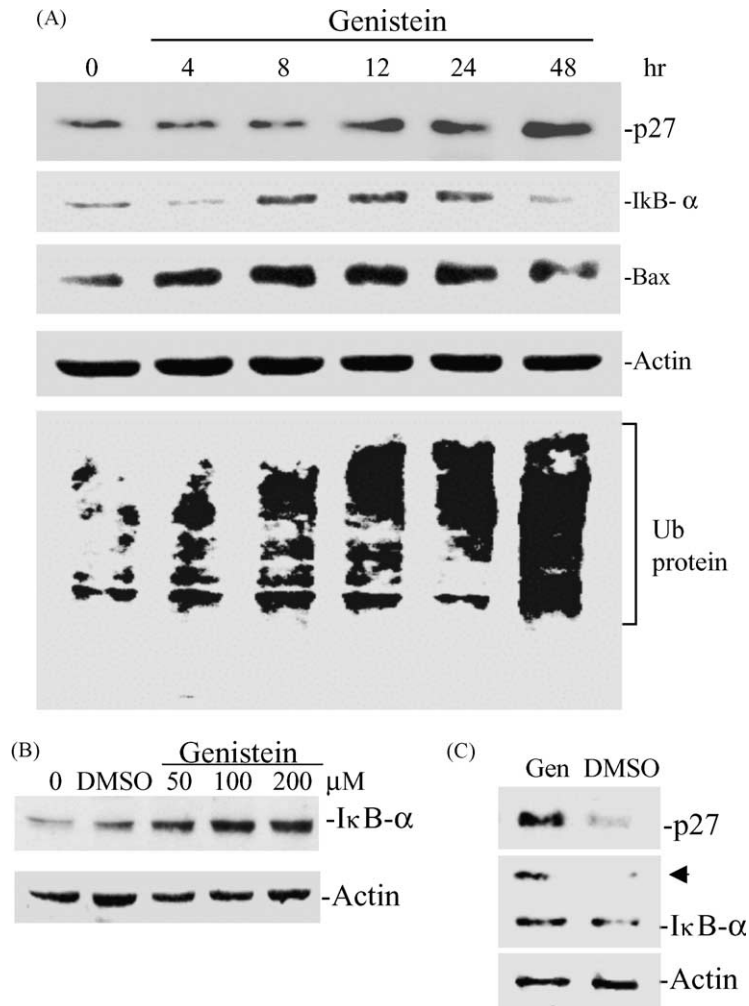 (A) Genistein
0 4 8 12 24 48 hr
-p27
-IkB- α
-Bax
-Actin
Ub
protein
(B) Genistein
0 DMSO 50 100 200 μM
-IκB-α
-Actin
(C)
Gen DMSO
-p27
-IκB-α
-Actin